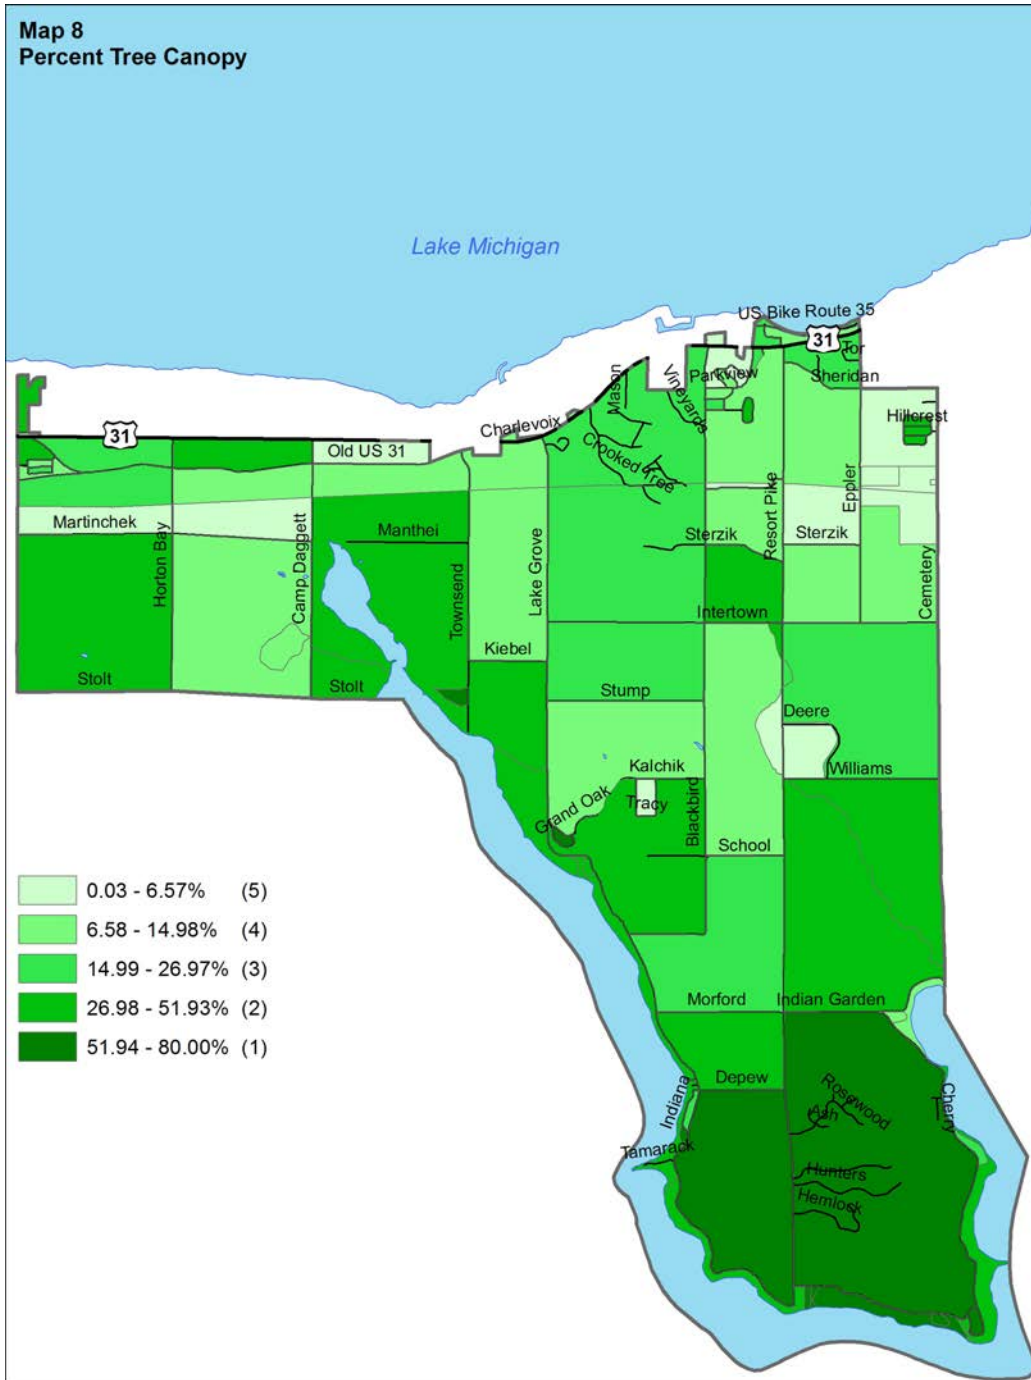 Map 8
Percent Tree Canopy
Lake Michigan
US Bike Route 35
31
Tor
Parkview
Sheridan
Vineyards
Mason
Hillcrest
Charlevoix
31
Old US 31
Crooked Tree
Resort Pike
Eppler
Martinchek
Manthei
Sterzik
Sterzik
Horton Bay
Camp Daggett
Townsend
Lake Grove
Cemetery
Intertown
Kiebel
Stolt
Stolt
Stump
Deere
Kalchik
Williams
Grand Oak
Tracy
Blackbird
School
0.03 - 6.57% (5)
6.58 - 14.98% (4)
14.99 - 26.97% (3)
26.98 - 51.93% (2)
51.94 - 80.00% (1)
Morford
Indian Garden
Depew
Indiana
Rosewood
Ash
Cherry
Tamarack
Hunters
Hemlock